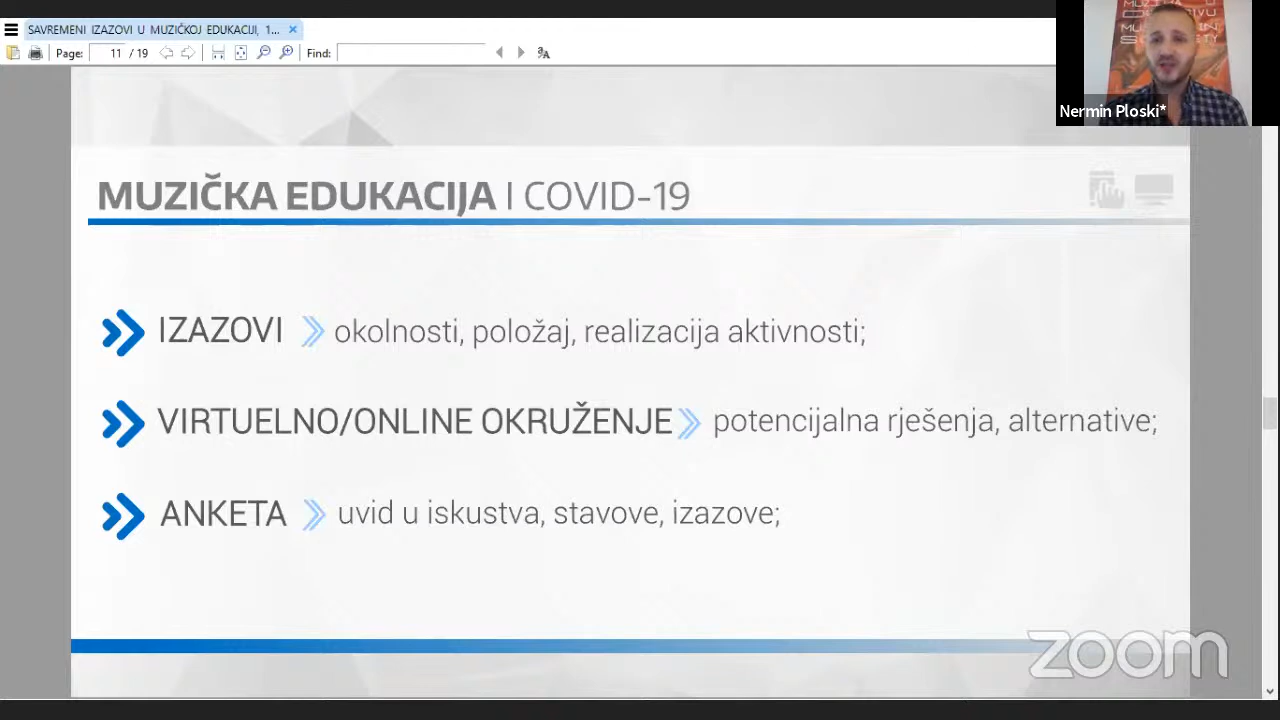 SAVREMENI IZAZOVI U MUZIČKOJ EDUKACIJI, 1...
Page: 11 / 19 Find:
Nermin Ploski*
MUZIČKA EDUKACIJA I COVID-19
IZAZOVI okolnosti, položaj, realizacija aktivnosti;
VIRTUELNO/ONLINE OKRUŽENJE potencijalna rješenja, alternative;
ANKETA uvid u iskustva, stavove, izazove;
zoom